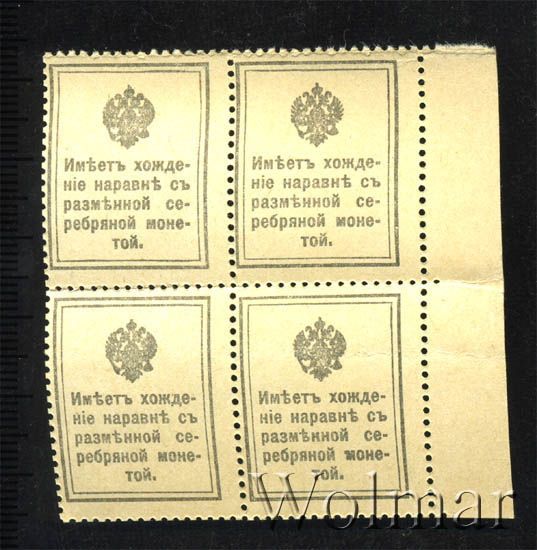 Имѣетъ хожде-
ніе наравнѣ съ
размѣнной се-
ребряной моне-
той.
Имѣетъ хожде-
ніе наравнѣ съ
размѣнной се-
ребряной моне-
той.
Имѣетъ хожде-
ніе наравнѣ съ
размѣнной се-
ребряной моне-
той.
Имѣетъ хожде-
ніе наравнѣ съ
размѣнной се-
ребряной моне-
той.
Wolmar